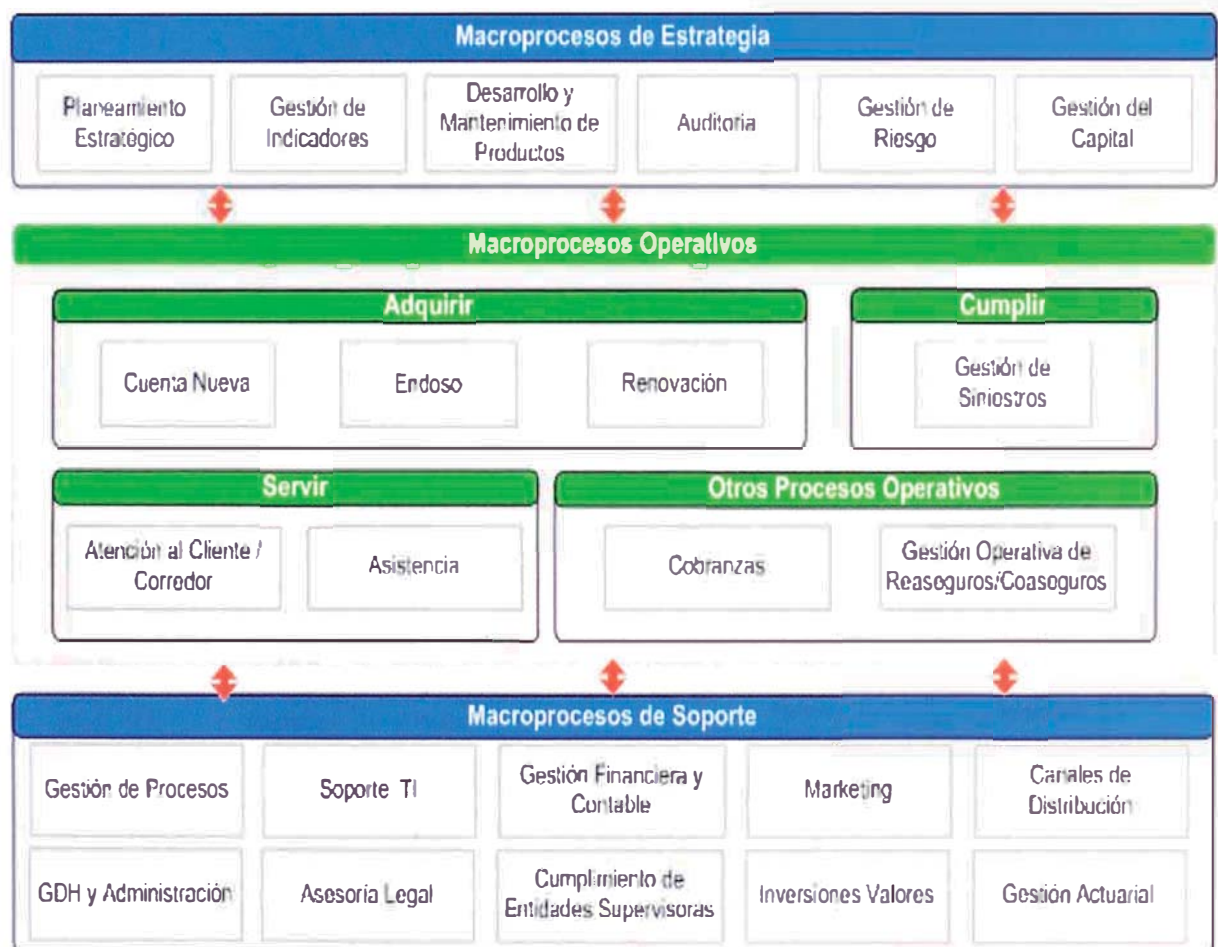 Macroprocesos de Estrategia
Planeamiento
Estratégico
Gestión de
Indicadores
Desarrollo y
Mantenimiento de
Productos
Auditoria
Gestión de
Riesgo
Gestión del
Capital
Macroprocesos Operativos
Adquirir
Cuenta Nueva
Endoso
Renovación
Cumplir
Gestión de
Siniestros
Servir
Atención al Cliente /
Corredor
Asistencia
Otros Procesos Operativos
Cobranzas
Gestión Operativa de
Reaseguros/Coaseguros
Macroprocesos de Soporte
Gestión de Procesos
Soporte TI
Gestión Financiera y
Contable
Marketing
Canales de
Distribución
GDH y Administración
Asesoría Legal
Cumplimiento de
Entidades Supervisoras
Inversiones Valores
Gestión Actuarial